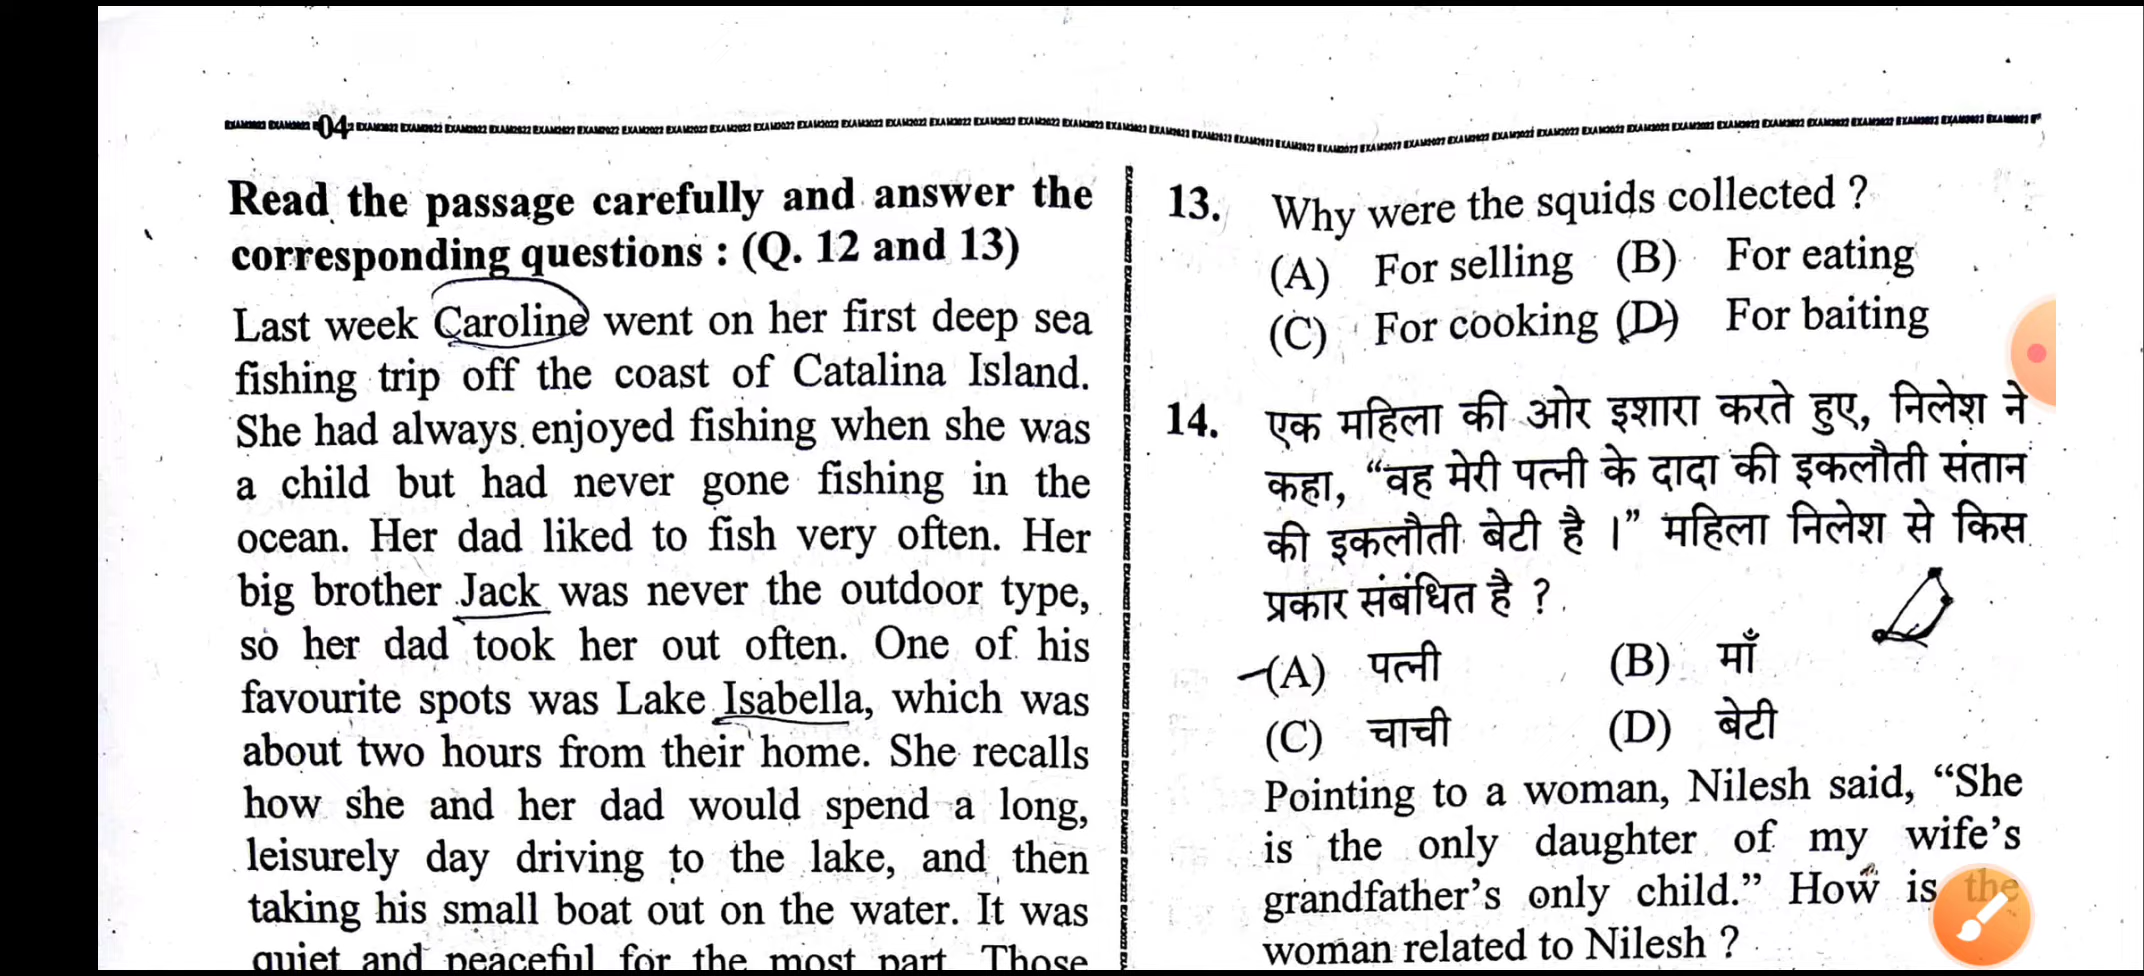 04
Read the passage carefully and answer the
corresponding questions : (Q. 12 and 13)
Last week Caroline went on her first deep sea
fishing trip off the coast of Catalina Island.
She had always enjoyed fishing when she was
a child but had never gone fishing in the
ocean. Her dad liked to fish very often. Her
big brother Jack was never the outdoor type,
so her dad took her out often. One of his
favourite spots was Lake Isabella, which was
about two hours from their home. She recalls
how she and her dad would spend a long,
leisurely day driving to the lake, and then
taking his small boat out on the water. It was
quiet and peaceful for the most part. Those
13. Why were the squids collected ?
(A) For selling (B) For eating
(C) For cooking (D) For baiting
14. एक महिला की ओर इशारा करते हुए, निलेश ने
कहा, “वह मेरी पत्नी के दादा की इकलौती संतान
की इकलौती बेटी है ।” महिला निलेश से किस
प्रकार संबंधित है ?
(A) पत्नी (B) माँ
(C) चाची (D) बेटी
Pointing to a woman, Nilesh said, “She
is the only daughter of my wife’s
grandfather’s only child.” How is the
woman related to Nilesh ?